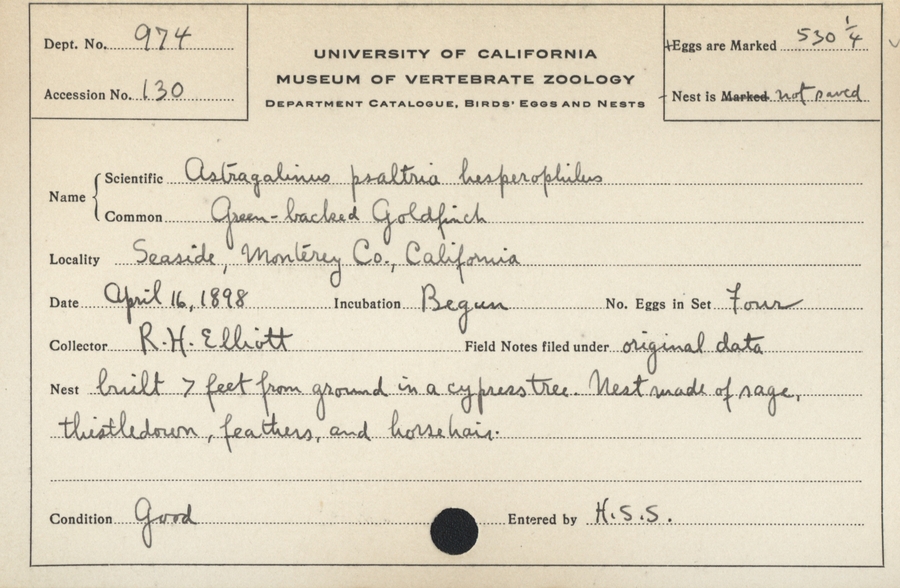 Dept. No. 974
UNIVERSITY OF CALIFORNIA
MUSEUM OF VERTEBRATE ZOOLOGY
DEPARTMENT CATALOGUE, BIRDS' EGGS AND NESTS
Eggs are Marked 530 1/4
Accession No. 130
Nest is Marked not saved
Name
Scientific Astragalinus psaltria hesperophilus
Common Green-backed Goldfinch
Locality Seaside, Monterey Co., California
Date April 16, 1898 Incubation Begun No. Eggs in Set Four
Collector R.H. Elliott Field Notes filed under original data
Nest built 7 feet from ground in a cypress tree. Nest made of sage,
thistledown, feathers, and horsehair.
Condition Good Entered by H.S.S.